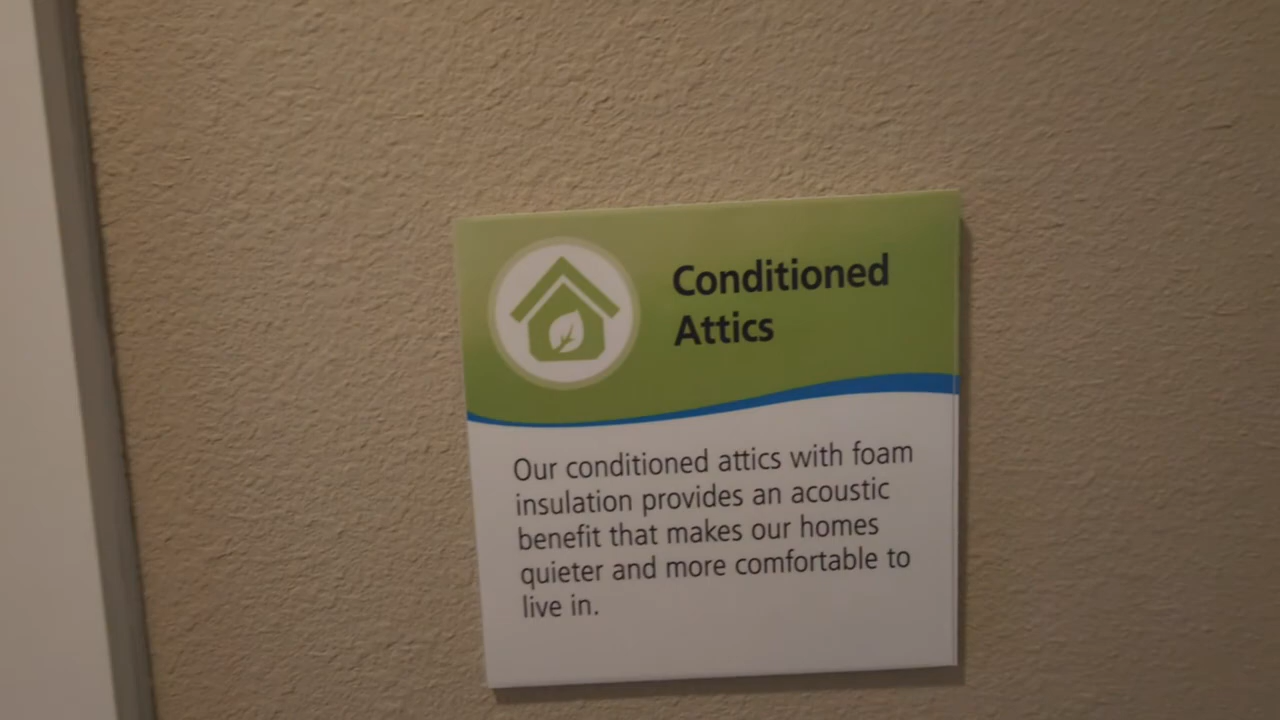 Conditioned
Attics
Our conditioned attics with foam
insulation provides an acoustic
benefit that makes our homes
quieter and more comfortable to
live in.